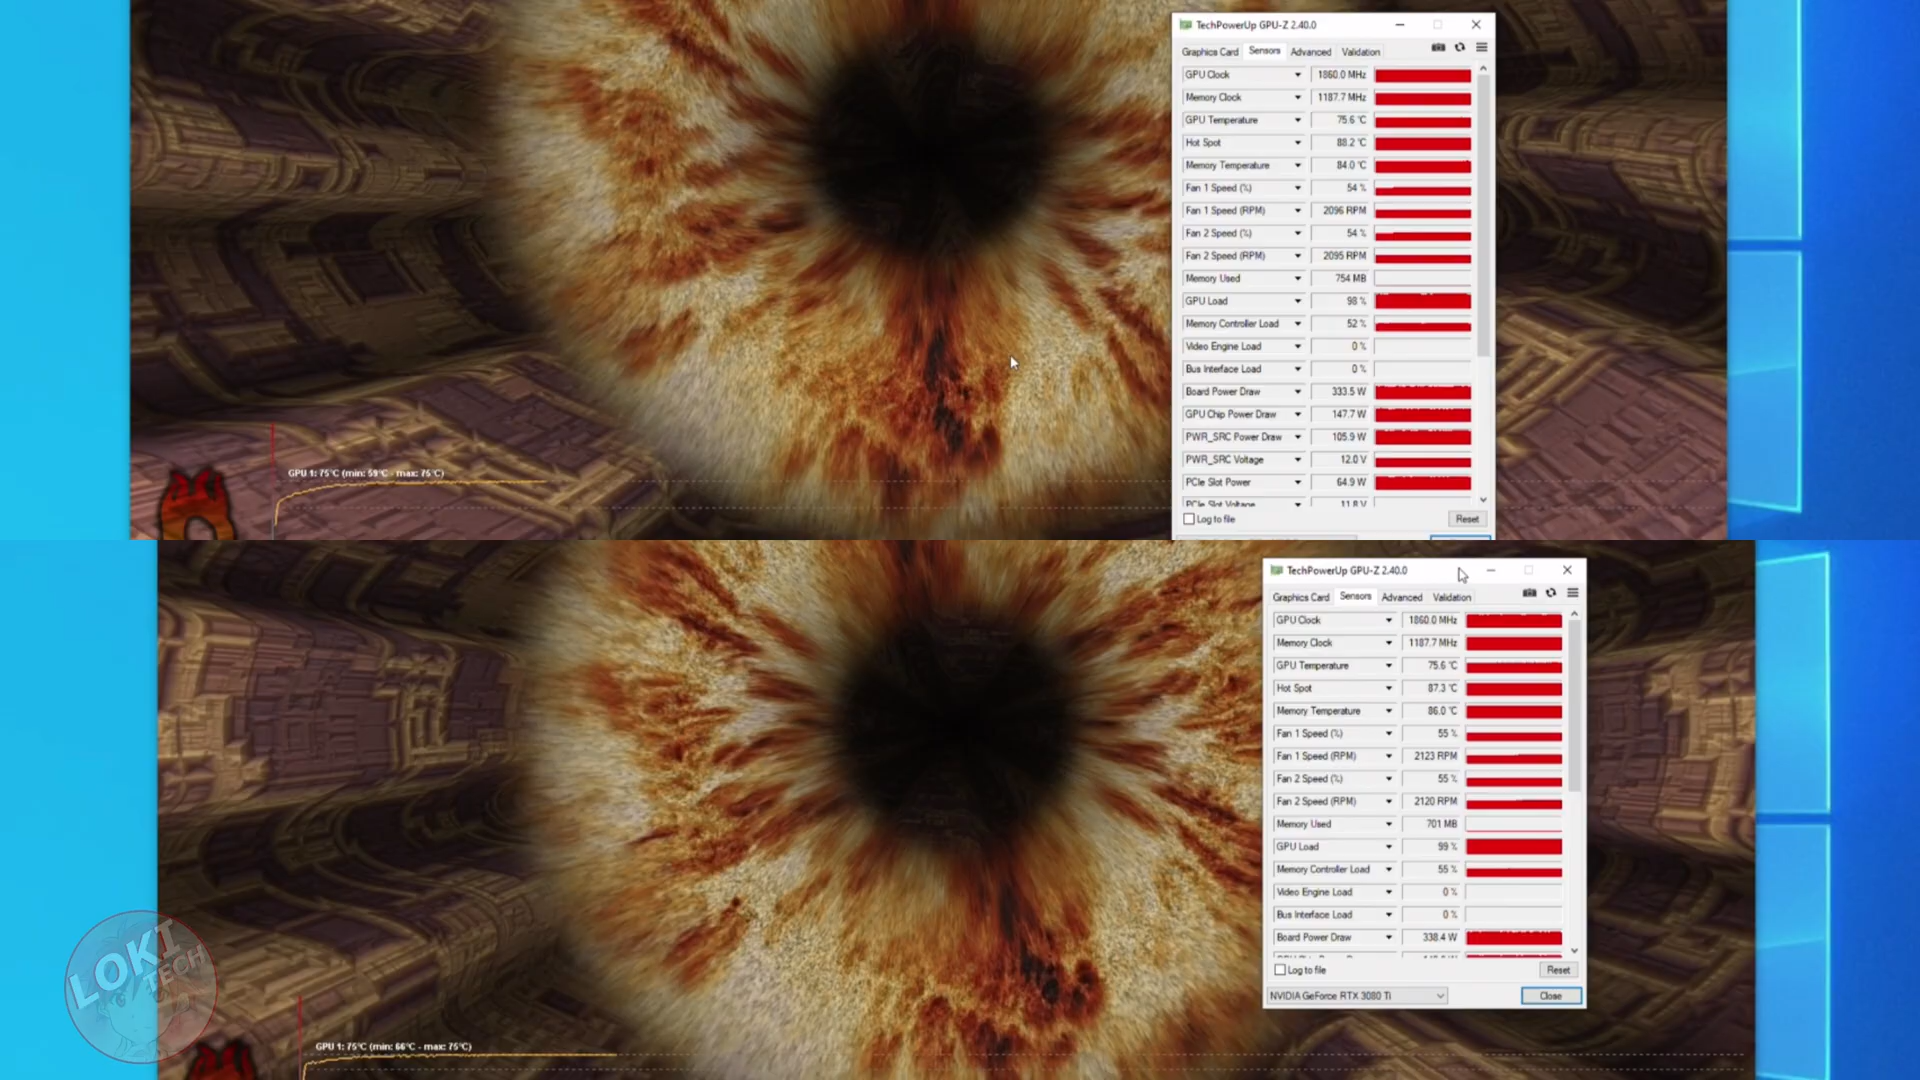 TechPowerUp GPU-Z 2.40.0
Graphics Card Sensors Advanced Validation
GPU Clock 1860.0 MHz
Memory Clock 1187.7 MHz
GPU Temperature 75.6 °C
Hot Spot 88.2 °C
Memory Temperature 84.0 °C
Fan 1 Speed (%) 54 %
Fan 1 Speed (RPM) 2096 RPM
Fan 2 Speed (%) 54 %
Fan 2 Speed (RPM) 2095 RPM
Memory Used 754 MB
GPU Load 98 %
Memory Controller Load 52 %
Video Engine Load 0 %
Bus Interface Load 0 %
Board Power Draw 333.5 W
GPU Chip Power Draw 147.7 W
PWR_SRC Power Draw 105.9 W
PWR_SRC Voltage 12.0 V
PCIe Slot Power 64.9 W
PCIe Slot Voltage 11.8 V
Log to file Reset
GPU 1: 75°C (min: 59°C - max: 75°C)
TechPowerUp GPU-Z 2.40.0
Graphics Card Sensors Advanced Validation
GPU Clock 1860.0 MHz
Memory Clock 1187.7 MHz
GPU Temperature 75.6 °C
Hot Spot 87.3 °C
Memory Temperature 86.0 °C
Fan 1 Speed (%) 55 %
Fan 1 Speed (RPM) 2123 RPM
Fan 2 Speed (%) 55 %
Fan 2 Speed (RPM) 2120 RPM
Memory Used 701 MB
GPU Load 99 %
Memory Controller Load 55 %
Video Engine Load 0 %
Bus Interface Load 0 %
Board Power Draw 338.4 W
Log to file Reset
NVIDIA GeForce RTX 3080 Ti Close
LOKI
TECH
GPU 1: 75°C (min: 66°C - max: 75°C)